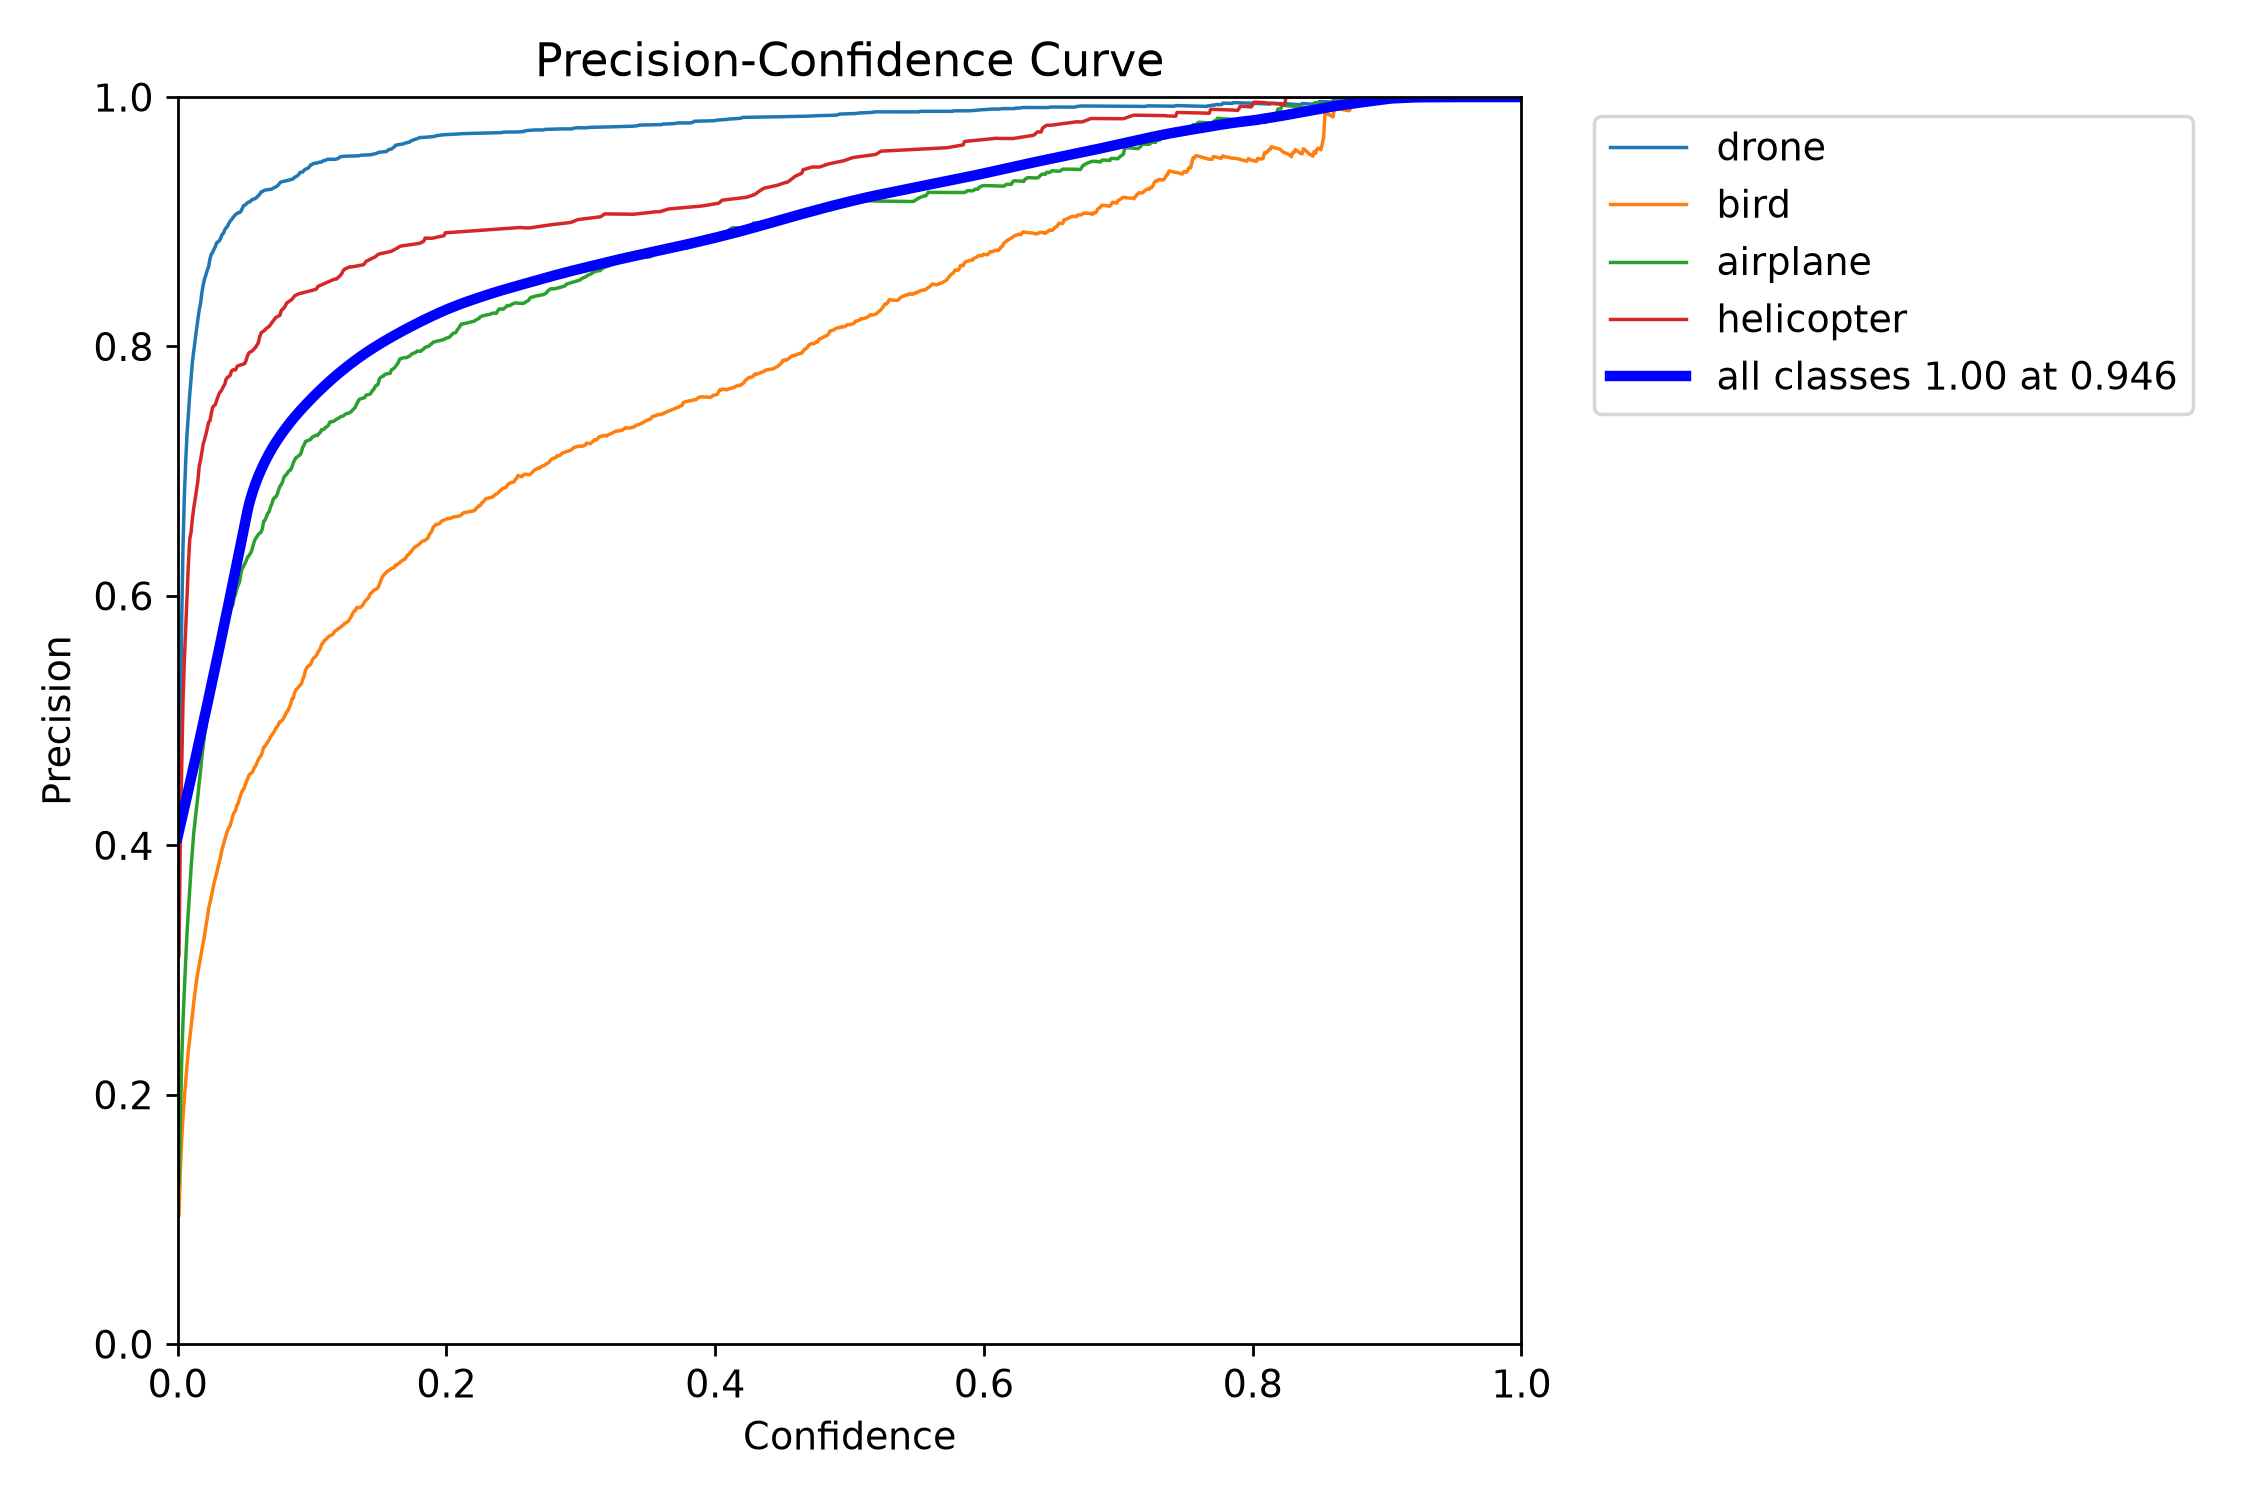 Precision-Confidence Curve
1.0
0.8
0.6
0.4
0.2
0.0
Precision
0.0 0.2 0.4 0.6 0.8 1.0
Confidence
drone
bird
airplane
helicopter
all classes 1.00 at 0.946